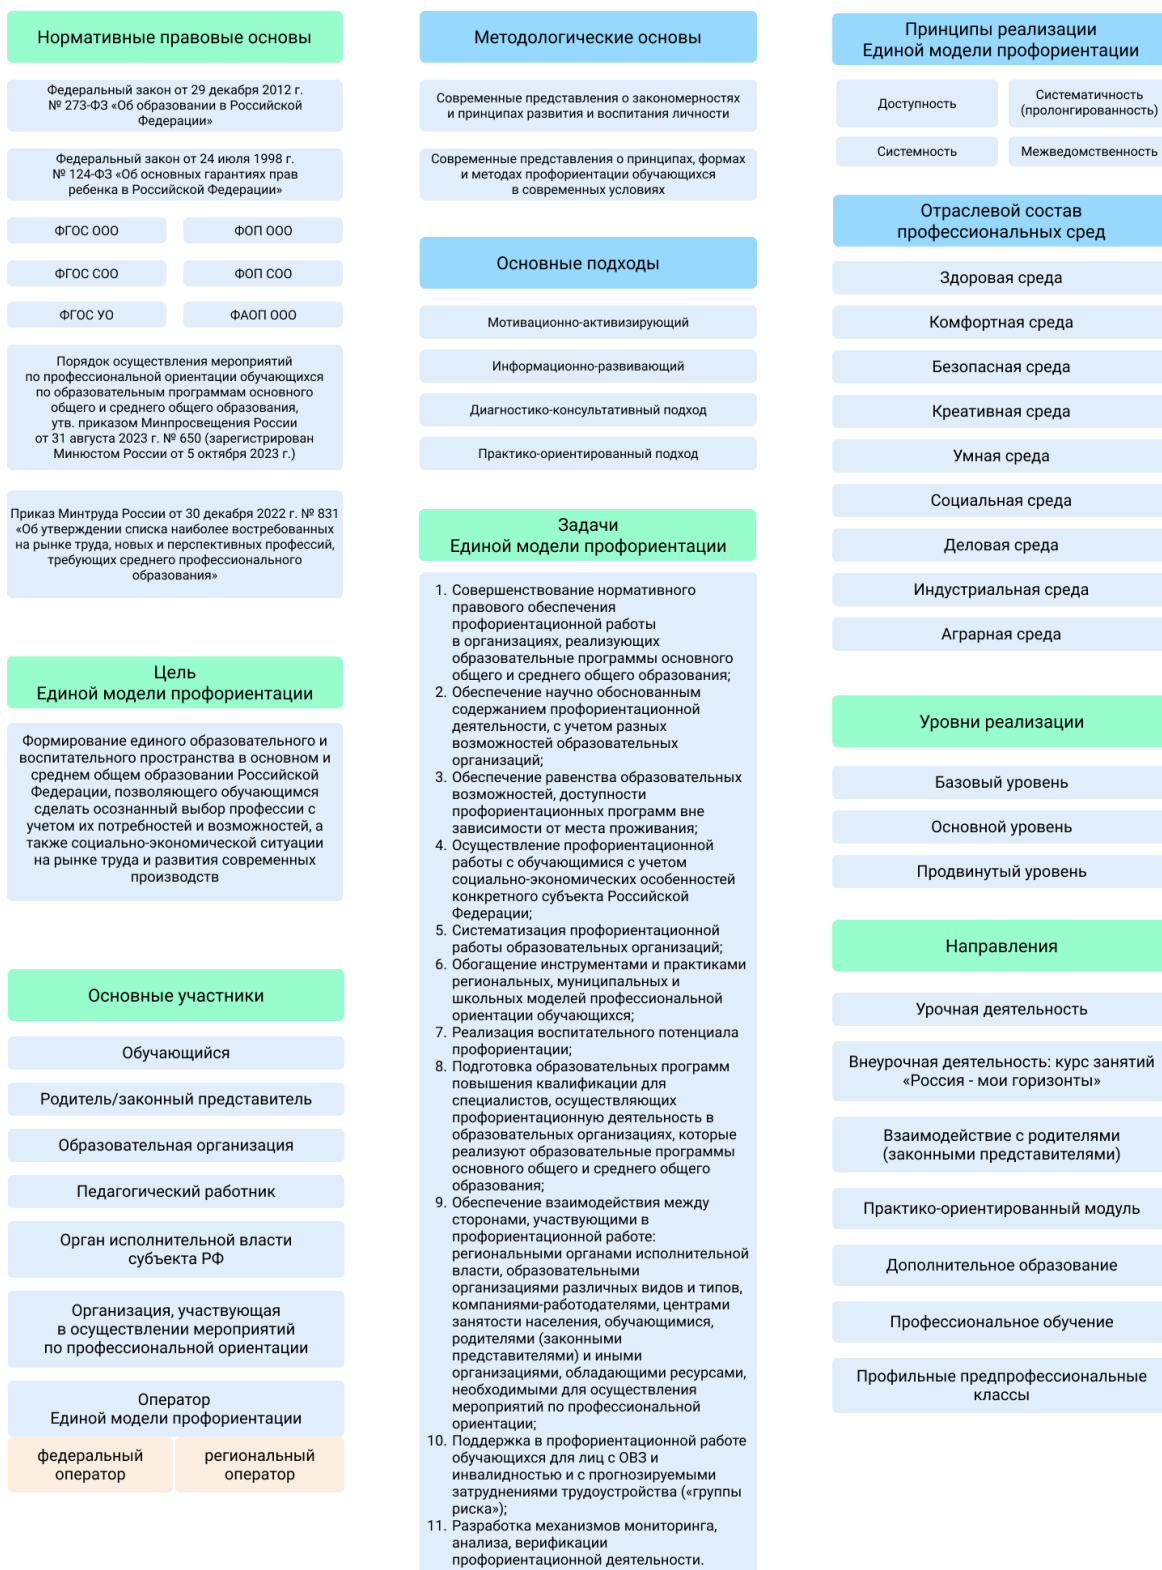 Нормативные правовые основы
Федеральный закон от 29 декабря 2012 г.
№ 273-ФЗ «Об образовании в Российской
Федерации»
Федеральный закон от 24 июля 1998 г.
№ 124-ФЗ «Об основных гарантиях прав
ребенка в Российской Федерации»
ФГОС ООО
ФОП ООО
ФГОС СОО
ФОП СОО
ФГОС УО
ФАОП ООО
Порядок осуществления мероприятий
по профессиональной ориентации обучающихся
по образовательным программам основного
общего и среднего общего образования,
утв. приказом Минпросвещения России
от 31 августа 2023 г. № 650 (зарегистрирован
Минюстом России от 5 октября 2023 г.)
Приказ Минтруда России от 30 декабря 2022 г. № 831
«Об утверждении списка наиболее востребованных
на рынке труда, новых и перспективных профессий,
требующих среднего профессионального
образования»
Цель
Единой модели профориентации
Формирование единого образовательного и
воспитательного пространства в основном и
среднем общем образовании Российской
Федерации, позволяющего обучающимся
сделать осознанный выбор профессии с
учетом их потребностей и возможностей, а
также социально-экономической ситуации
на рынке труда и развития современных
производств
Основные участники
Обучающийся
Родитель/законный представитель
Образовательная организация
Педагогический работник
Орган исполнительной власти
субъекта РФ
Организация, участвующая
в осуществлении мероприятий
по профессиональной ориентации
Оператор
Единой модели профориентации
федеральный
оператор
региональный
оператор
Методологические основы
Современные представления о закономерностях
и принципах развития и воспитания личности
Современные представления о принципах, формах
и методах профориентации обучающихся
в современных условиях
Основные подходы
Мотивационно-активизирующий
Информационно-развивающий
Диагностико-консультативный подход
Практико-ориентированный подход
Задачи
Единой модели профориентации
1. Совершенствование нормативного
правового обеспечения
профориентационной работы
в организациях, реализующих
образовательные программы основного
общего и среднего общего образования;
2. Обеспечение научно обоснованным
содержанием профориентационной
деятельности, с учетом разных
возможностей образовательных
организаций;
3. Обеспечение равенства образовательных
возможностей, доступности
профориентационных программ вне
зависимости от места проживания;
4. Осуществление профориентационной
работы с обучающимися с учетом
социально-экономических особенностей
конкретного субъекта Российской
Федерации;
5. Систематизация профориентационной
работы образовательных организаций;
6. Обогащение инструментами и практиками
региональных, муниципальных и
школьных моделей профессиональной
ориентации обучающихся;
7. Реализация воспитательного потенциала
профориентации;
8. Подготовка образовательных программ
повышения квалификации для
специалистов, осуществляющих
профориентационную деятельность в
образовательных организациях, которые
реализуют образовательные программы
основного общего и среднего общего
образования;
9. Обеспечение взаимодействия между
сторонами, участвующими в
профориентационной работе:
региональными органами исполнительной
власти, образовательными
организациями различных видов и типов,
компаниями-работодателями, центрами
занятости населения, обучающимися,
родителями (законными
представителями) и иными
организациями, обладающими ресурсами,
необходимыми для осуществления
мероприятий по профессиональной
ориентации;
10. Поддержка в профориентационной работе
обучающихся для лиц с ОВЗ и
инвалидностью и с прогнозируемыми
затруднениями трудоустройства («группы
риска»);
11. Разработка механизмов мониторинга,
анализа, верификации
профориентационной деятельности.
Принципы реализации
Единой модели профориентации
Доступность
Систематичность
(пролонгированность)
Системность
Межведомственность
Отраслевой состав
профессиональных сред
Здоровая среда
Комфортная среда
Безопасная среда
Креативная среда
Умная среда
Социальная среда
Деловая среда
Индустриальная среда
Аграрная среда
Уровни реализации
Базовый уровень
Основной уровень
Продвинутый уровень
Направления
Урочная деятельность
Внеурочная деятельность: курс занятий
«Россия - мои горизонты»
Взаимодействие с родителями
(законными представителями)
Практико-ориентированный модуль
Дополнительное образование
Профессиональное обучение
Профильные предпрофессиональные
классы